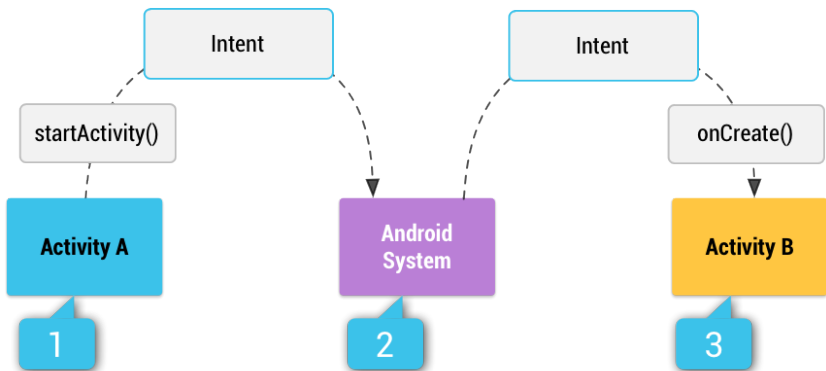 Intent
Intent
startActivity()
onCreate()
Activity A
Android
System
Activity B
1
2
3